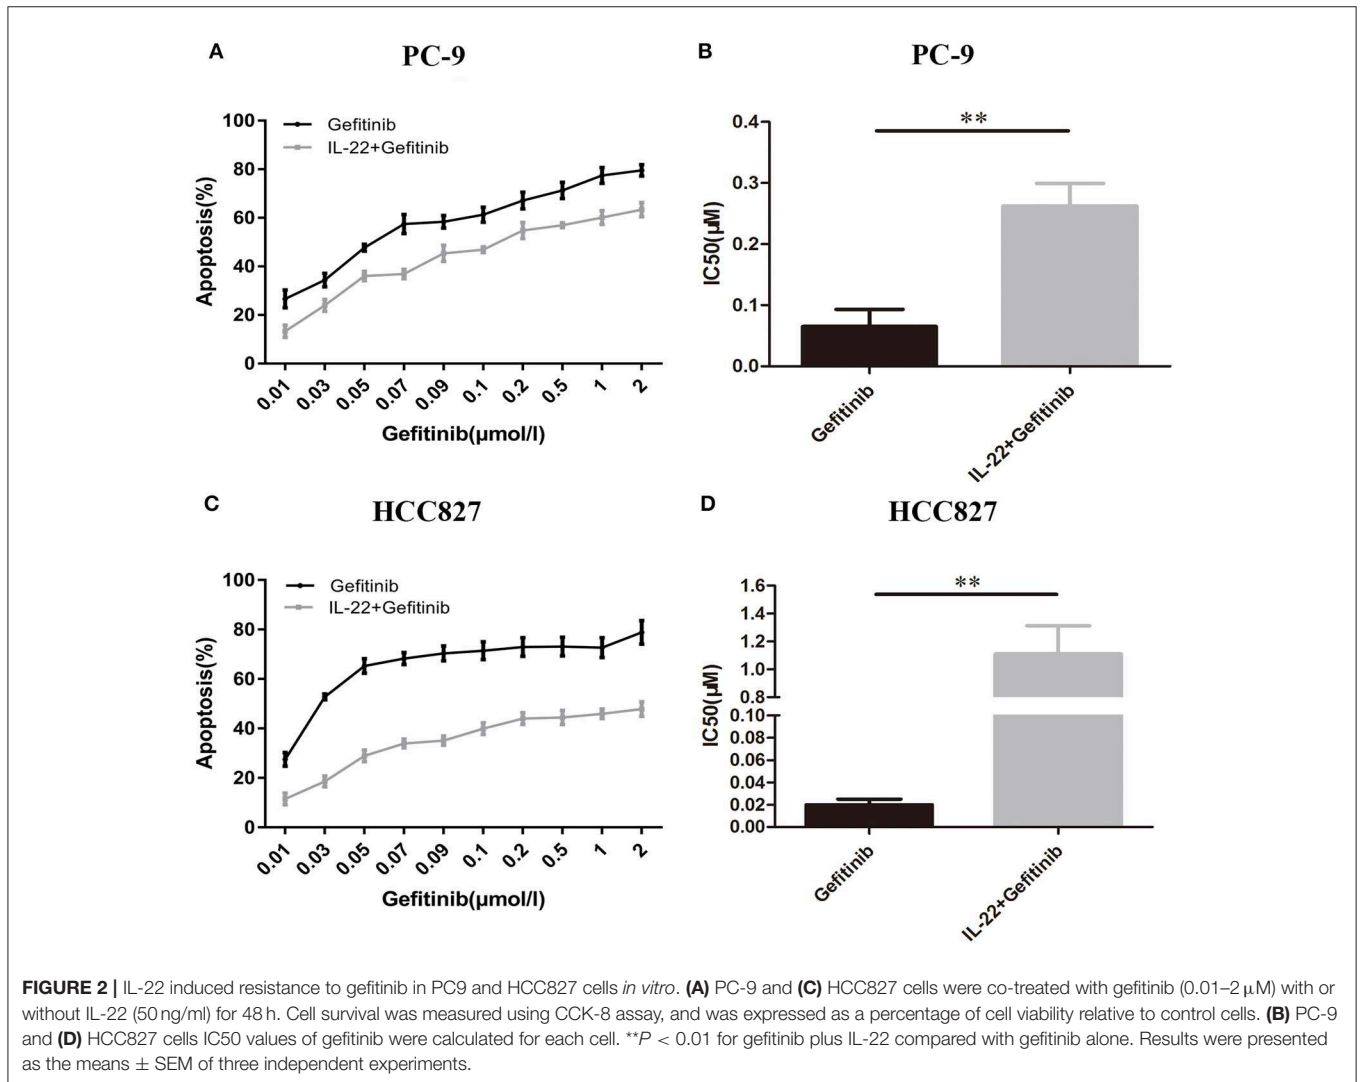 A
PC-9
Gefitinib
IL-22+Gefitinib
Apoptosis(%)
100
80
60
40
20
0
0.01
0.03
0.05
0.07
0.09
0.1
0.2
0.5
1
2
Gefitinib(µmol/l)
B
PC-9
**
IC50(µM)
0.4
0.3
0.2
0.1
0.0
Gefitinib
IL-22+Gefitinib
C
HCC827
Gefitinib
IL-22+Gefitinib
Apoptosis(%)
100
80
60
40
20
0
0.01
0.03
0.05
0.07
0.09
0.1
0.2
0.5
1
2
Gefitinib(µmol/l)
D
HCC827
**
IC50(µM)
1.6
1.4
1.2
1.0
0.8
0.10
0.08
0.06
0.04
0.02
0.00
Gefitinib
IL-22+Gefitinib
FIGURE 2 | IL-22 induced resistance to gefitinib in PC9 and HCC827 cells in vitro. (A) PC-9 and (C) HCC827 cells were co-treated with gefitinib (0.01–2 µM) with or
without IL-22 (50 ng/ml) for 48 h. Cell survival was measured using CCK-8 assay, and was expressed as a percentage of cell viability relative to control cells. (B) PC-9
and (D) HCC827 cells IC50 values of gefitinib were calculated for each cell. **P < 0.01 for gefitinib plus IL-22 compared with gefitinib alone. Results were presented
as the means ± SEM of three independent experiments.